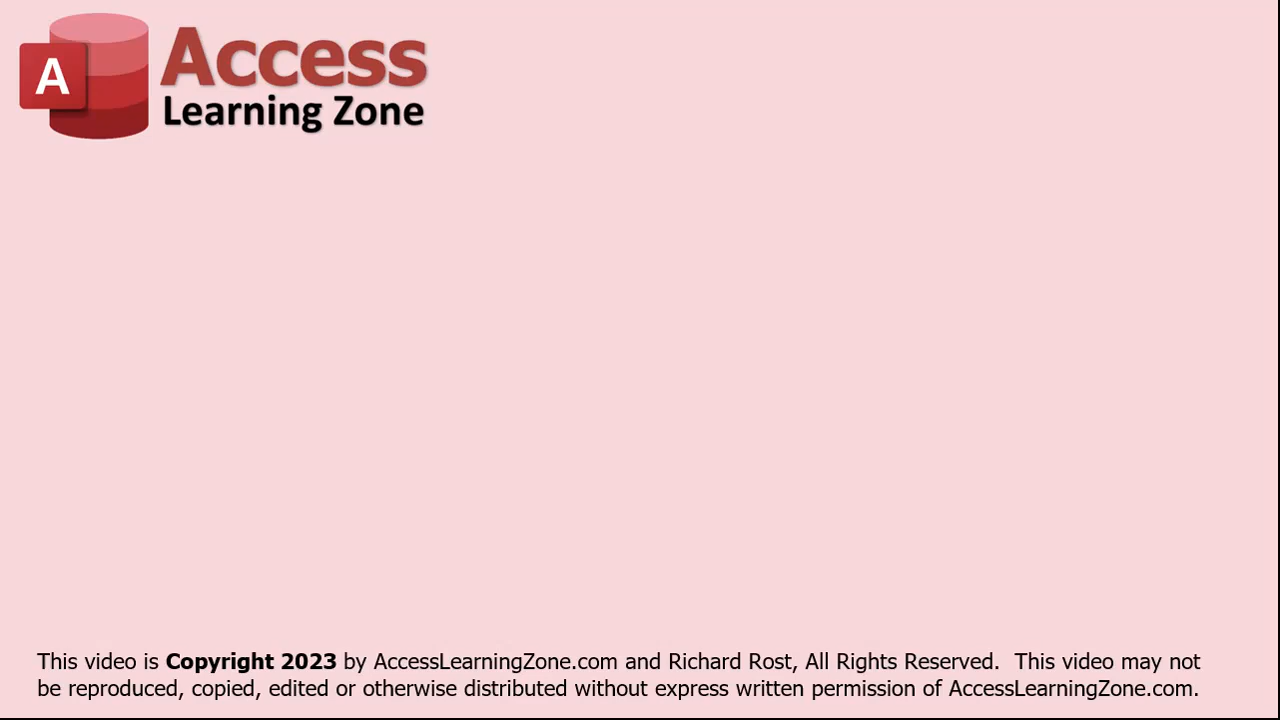 A
Access
Learning Zone
This video is Copyright 2023 by AccessLearningZone.com and Richard Rost, All Rights Reserved.  This video may not
be reproduced, copied, edited or otherwise distributed without express written permission of AccessLearningZone.com.